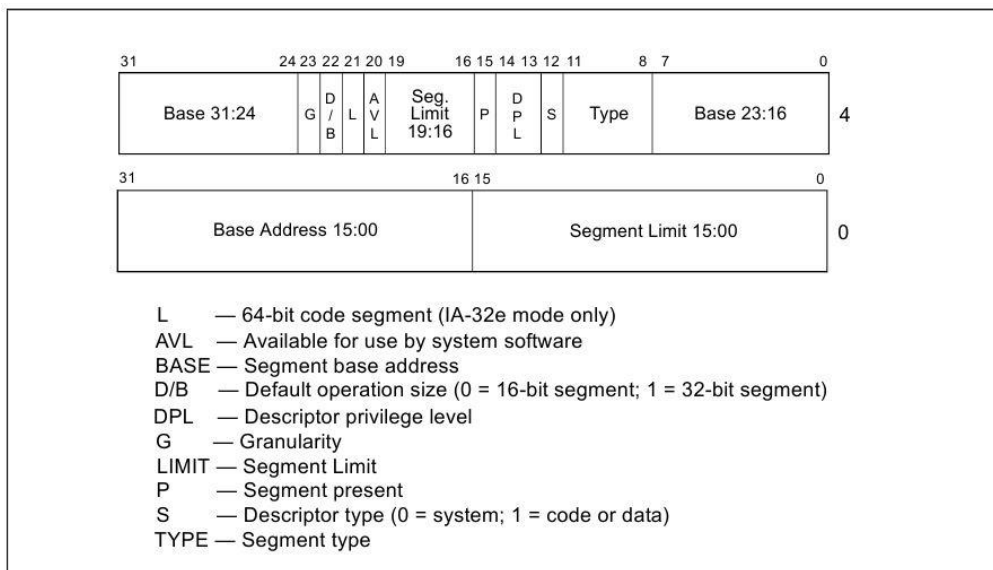 31 24 23 22 21 20 19 16 15 14 13 12 11 8 7 0
Base 31:24 G D/B L AVL Seg. Limit 19:16 P DPL S Type Base 23:16 4
31 16 15 0
Base Address 15:00 Segment Limit 15:00 0
L — 64-bit code segment (IA-32e mode only)
AVL — Available for use by system software
BASE — Segment base address
D/B — Default operation size (0 = 16-bit segment; 1 = 32-bit segment)
DPL — Descriptor privilege level
G — Granularity
LIMIT — Segment Limit
P — Segment present
S — Descriptor type (0 = system; 1 = code or data)
TYPE — Segment type